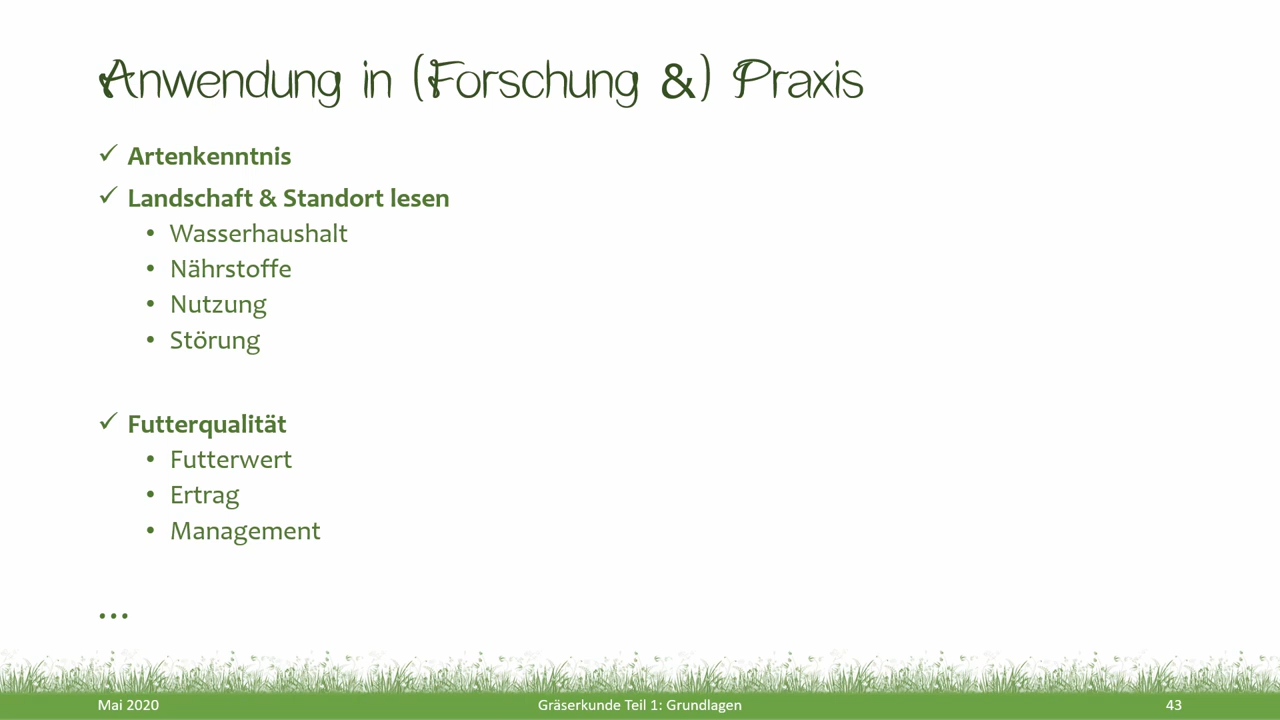 Anwendung in (Forschung &) Praxis
✓ Artenkenntnis
✓ Landschaft & Standort lesen
• Wasserhaushalt
• Nährstoffe
• Nutzung
• Störung
✓ Futterqualität
• Futterwert
• Ertrag
• Management
...
Mai 2020
Gräserkunde Teil 1: Grundlagen
43